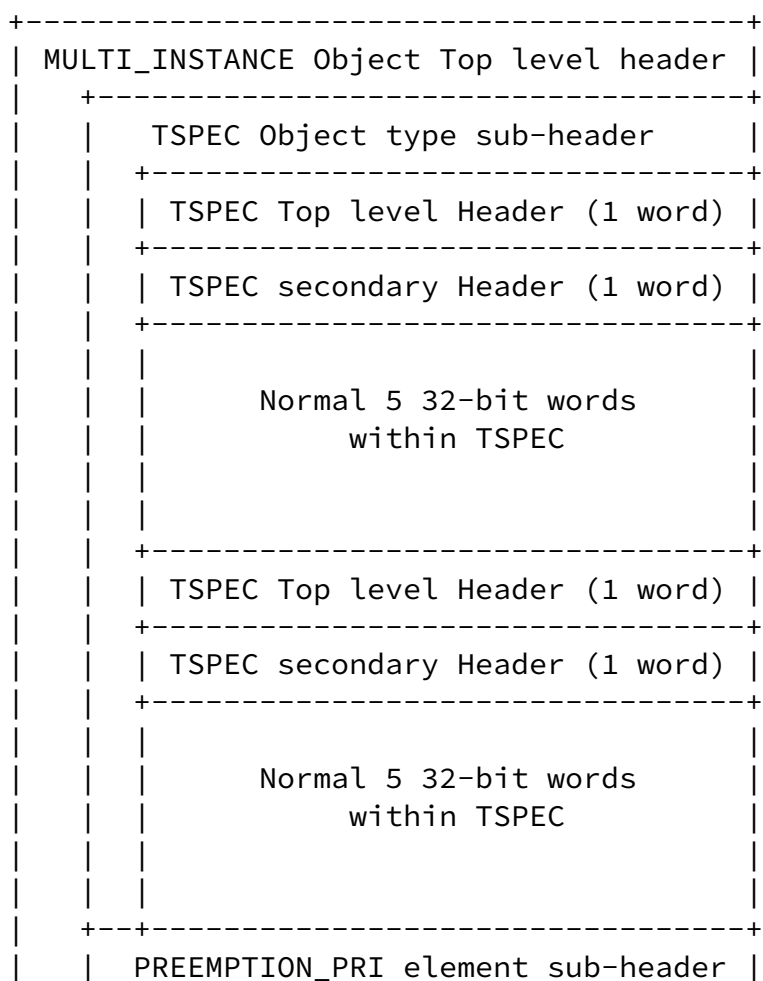 MULTI_INSTANCE Object Top level header
TSPEC Object type sub-header
TSPEC Top level Header (1 word)
TSPEC secondary Header (1 word)
Normal 5 32-bit words
within TSPEC
TSPEC Top level Header (1 word)
TSPEC secondary Header (1 word)
Normal 5 32-bit words
within TSPEC
PREEMPTION_PRI element sub-header